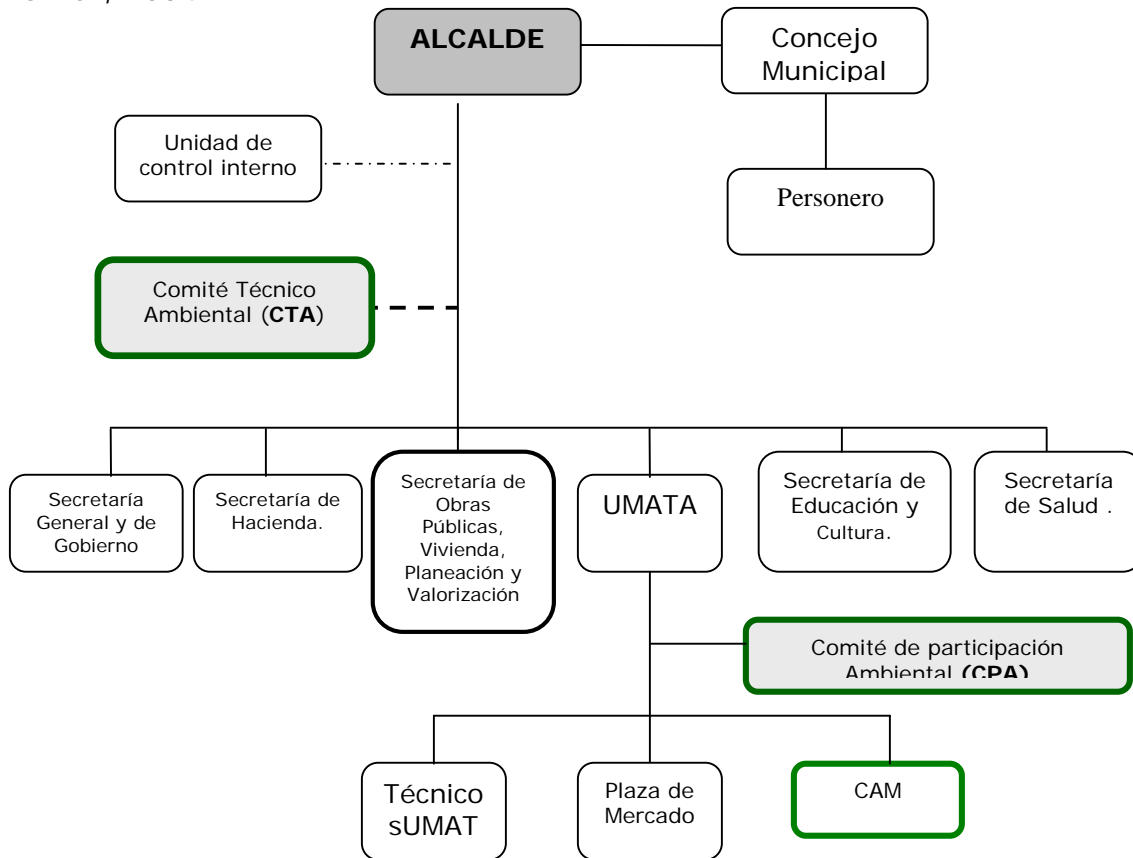 ALCALDE
Concejo
Municipal
Unidad de
control interno
Personero
Comité Técnico
Ambiental (CTA)
Secretaría
General y de
Gobierno
Secretaría de
Hacienda.
Secretaría de
Obras
Públicas,
Vivienda,
Planeación y
Valorización
UMATA
Secretaría de
Educación y
Cultura.
Secretaría
de Salud .
Comité de participación
Ambiental (CPA)
Técnico
sUMAT
Plaza de
Mercado
CAM